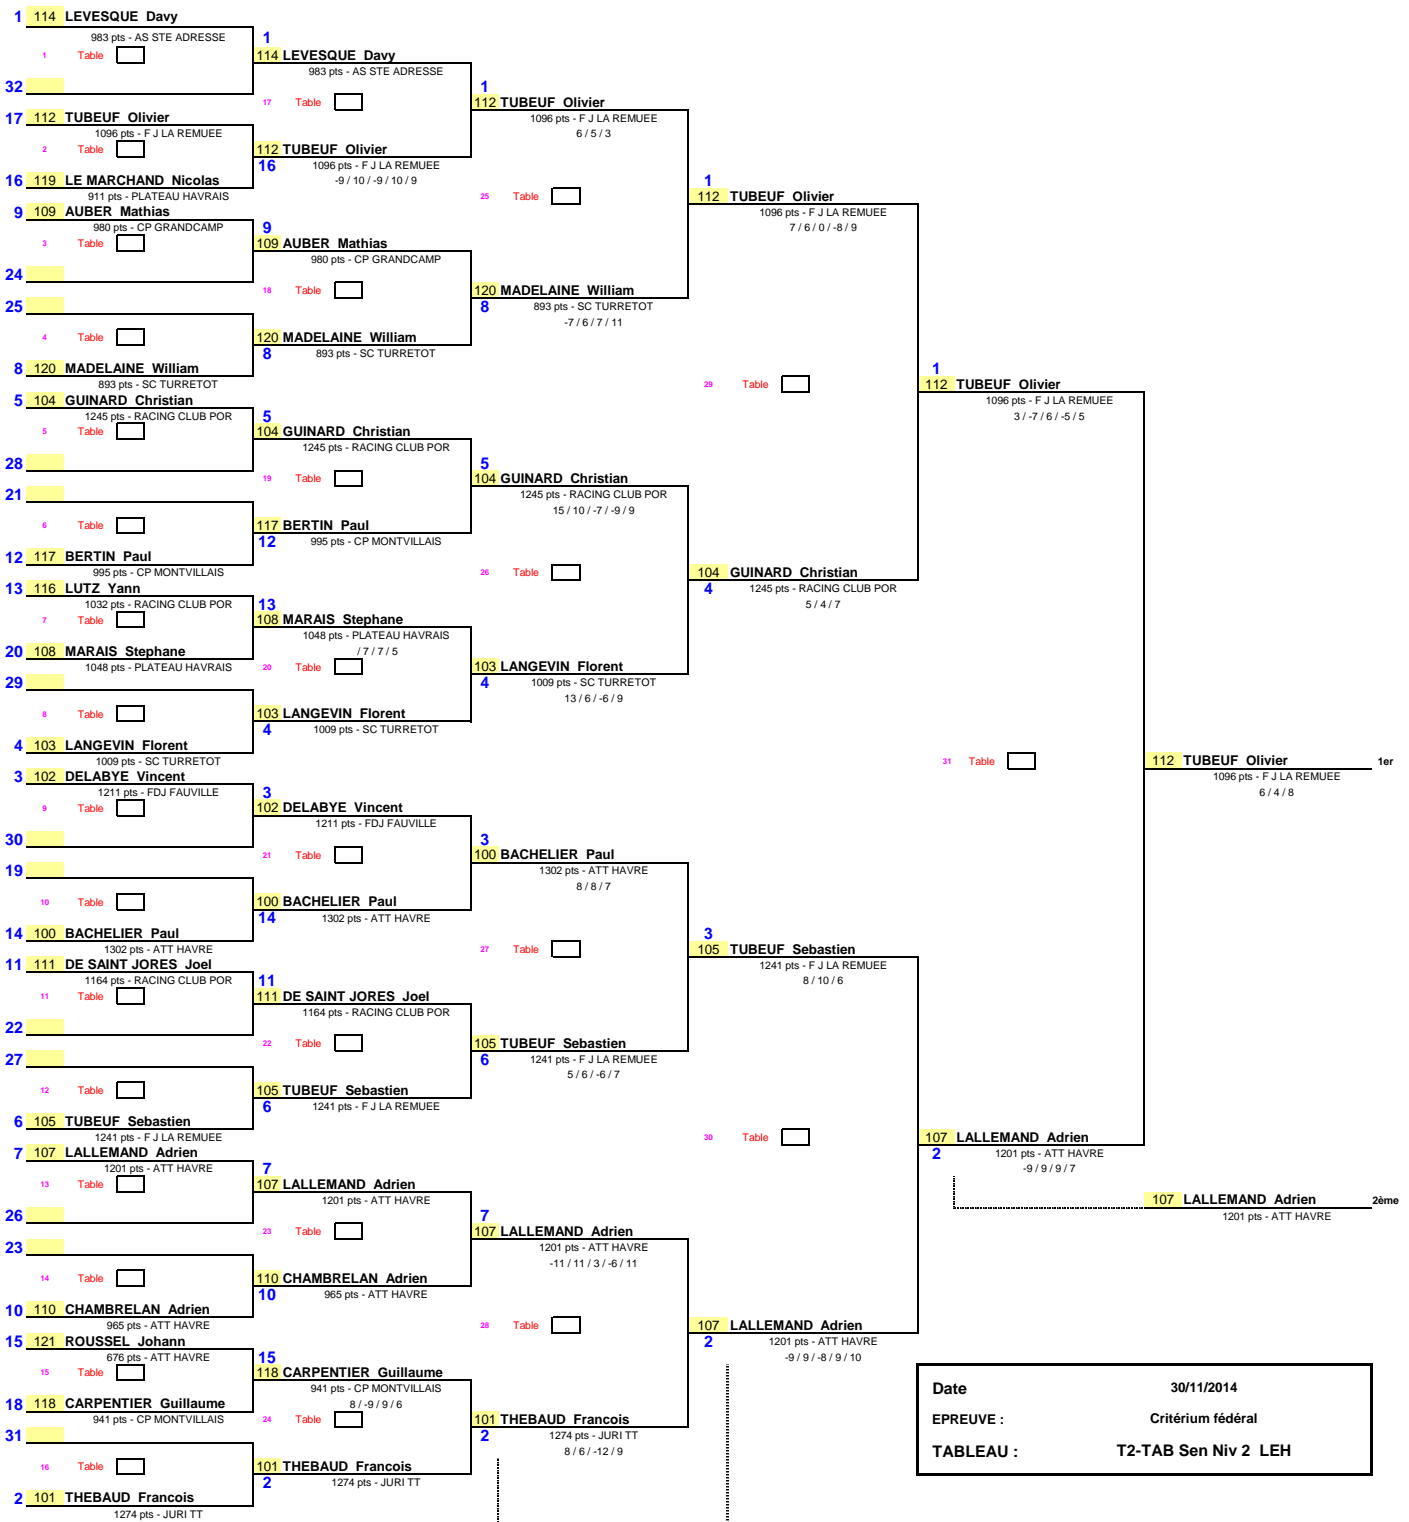 1 114 LEVESQUE Davy
983 pts - AS STE ADRESSE
1 Table
32
17 112 TUBEUF Olivier
1096 pts - F J LA REMUEE
2 Table
16 119 LE MARCHAND Nicolas
911 pts - PLATEAU HAVRAIS
9 109 AUBER Mathias
980 pts - CP GRANDCAMP
3 Table
24
25
4 Table
8 120 MADELAINE William
893 pts - SC TURRETOT
5 104 GUINARD Christian
1245 pts - RACING CLUB POR
5 Table
28
21
6 Table
12 117 BERTIN Paul
995 pts - CP MONTVILLAIS
13 116 LUTZ Yann
1032 pts - RACING CLUB POR
7 Table
20 108 MARAIS Stephane
1048 pts - PLATEAU HAVRAIS
29
8 Table
4 103 LANGEVIN Florent
1009 pts - SC TURRETOT
3 102 DELABYE Vincent
1211 pts - FDJ FAUVILLE
9 Table
30
19
10 Table
14 100 BACHELIER Paul
1302 pts - ATT HAVRE
11 111 DE SAINT JORES Joel
1164 pts - RACING CLUB POR
11 Table
22
27
12 Table
6 105 TUBEUF Sebastien
1241 pts - F J LA REMUEE
7 107 LALLEMAND Adrien
1201 pts - ATT HAVRE
13 Table
26
23
14 Table
10 110 CHAMBRELAN Adrien
965 pts - ATT HAVRE
15 121 ROUSSEL Johann
676 pts - ATT HAVRE
15 Table
18 118 CARPENTIER Guillaume
941 pts - CP MONTVILLAIS
31
16 Table
2 101 THEBAUD Francois
1274 pts - JURI TT
1
114 LEVESQUE Davy
983 pts - AS STE ADRESSE
17 Table
112 TUBEUF Olivier
16 1096 pts - F J LA REMUEE
-9 / 10 / -9 / 10 / 9
9
109 AUBER Mathias
980 pts - CP GRANDCAMP
18 Table
120 MADELAINE William
8 893 pts - SC TURRETOT
5
104 GUINARD Christian
1245 pts - RACING CLUB POR
19 Table
117 BERTIN Paul
12 995 pts - CP MONTVILLAIS
13
108 MARAIS Stephane
1048 pts - PLATEAU HAVRAIS
/ 7 / 7 / 5
20 Table
103 LANGEVIN Florent
4 1009 pts - SC TURRETOT
3
102 DELABYE Vincent
1211 pts - FDJ FAUVILLE
21 Table
100 BACHELIER Paul
14 1302 pts - ATT HAVRE
11
111 DE SAINT JORES Joel
1164 pts - RACING CLUB POR
22 Table
105 TUBEUF Sebastien
6 1241 pts - F J LA REMUEE
7
107 LALLEMAND Adrien
1201 pts - ATT HAVRE
23 Table
110 CHAMBRELAN Adrien
10 965 pts - ATT HAVRE
15
118 CARPENTIER Guillaume
941 pts - CP MONTVILLAIS
8 / -9 / 9 / 6
24 Table
101 THEBAUD Francois
2 1274 pts - JURI TT
1
112 TUBEUF Olivier
1096 pts - F J LA REMUEE
6 / 5 / 3
25 Table
120 MADELAINE William
8 893 pts - SC TURRETOT
-7 / 6 / 7 / 11
5
104 GUINARD Christian
1245 pts - RACING CLUB POR
15 / 10 / -7 / -9 / 9
26 Table
103 LANGEVIN Florent
4 1009 pts - SC TURRETOT
13 / 6 / -6 / 9
3
100 BACHELIER Paul
1302 pts - ATT HAVRE
8 / 8 / 7
27 Table
105 TUBEUF Sebastien
6 1241 pts - F J LA REMUEE
5 / 6 / -6 / 7
7
107 LALLEMAND Adrien
1201 pts - ATT HAVRE
-11 / 11 / 3 / -6 / 11
28 Table
101 THEBAUD Francois
2 1274 pts - JURI TT
8 / 6 / -12 / 9
1
112 TUBEUF Olivier
1096 pts - F J LA REMUEE
7 / 6 / 0 / -8 / 9
29 Table
104 GUINARD Christian
4 1245 pts - RACING CLUB POR
5 / 4 / 7
3
105 TUBEUF Sebastien
1241 pts - F J LA REMUEE
8 / 10 / 6
30 Table
107 LALLEMAND Adrien
2 1201 pts - ATT HAVRE
-9 / 9 / -8 / 9 / 10
1
112 TUBEUF Olivier
1096 pts - F J LA REMUEE
3 / -7 / 6 / -5 / 5
31 Table
107 LALLEMAND Adrien
2 1201 pts - ATT HAVRE
-9 / 9 / 9 / 7
112 TUBEUF Olivier 1er
1096 pts - F J LA REMUEE
6 / 4 / 8
107 LALLEMAND Adrien 2ème
1201 pts - ATT HAVRE
Date 30/11/2014
EPREUVE : Critérium fédéral
TABLEAU : T2-TAB Sen Niv 2 LEH